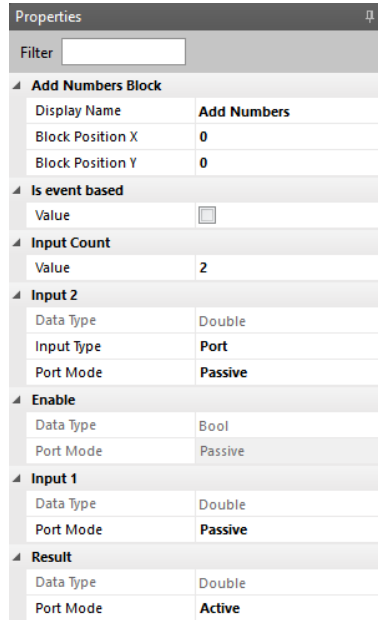 Properties
Filter
Add Numbers Block
Display Name Add Numbers
Block Position X 0
Block Position Y 0
Is event based
Value
Input Count
Value 2
Input 2
Data Type Double
Input Type Port
Port Mode Passive
Enable
Data Type Bool
Port Mode Passive
Input 1
Data Type Double
Port Mode Passive
Result
Data Type Double
Port Mode Active